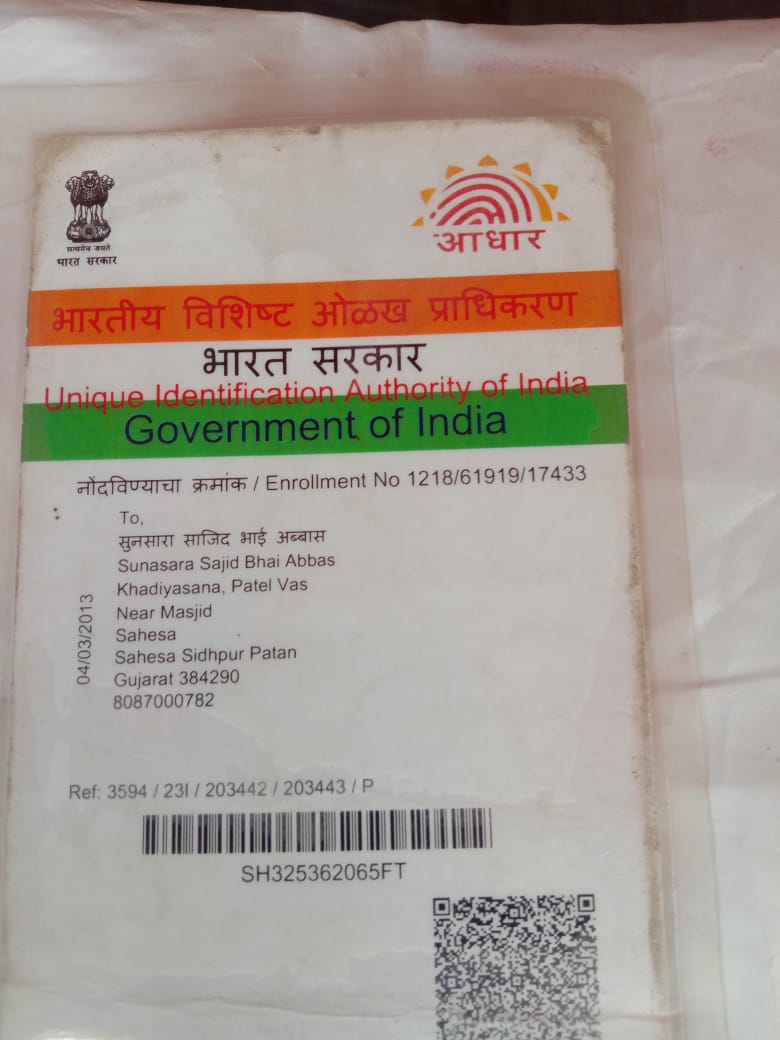 सत्यमेव जयते
भारत सरकार
आधार
भारतीय विशिष्ट ओळख प्राधिकरण
भारत सरकार
Unique Identification Authority of India
Government of India
नोंदविण्याचा क्रमांक / Enrollment No 1218/61919/17433
To,
सुनसारा साजिद भाई अब्बास
Sunasara Sajid Bhai Abbas
Khadiyasana, Patel Vas
Near Masjid
Sahesa
Sahesa Sidhpur Patan
Gujarat 384290
8087000782
04/03/2013
Ref: 3594 / 23I / 203442 / 203443 / P
SH325362065FT